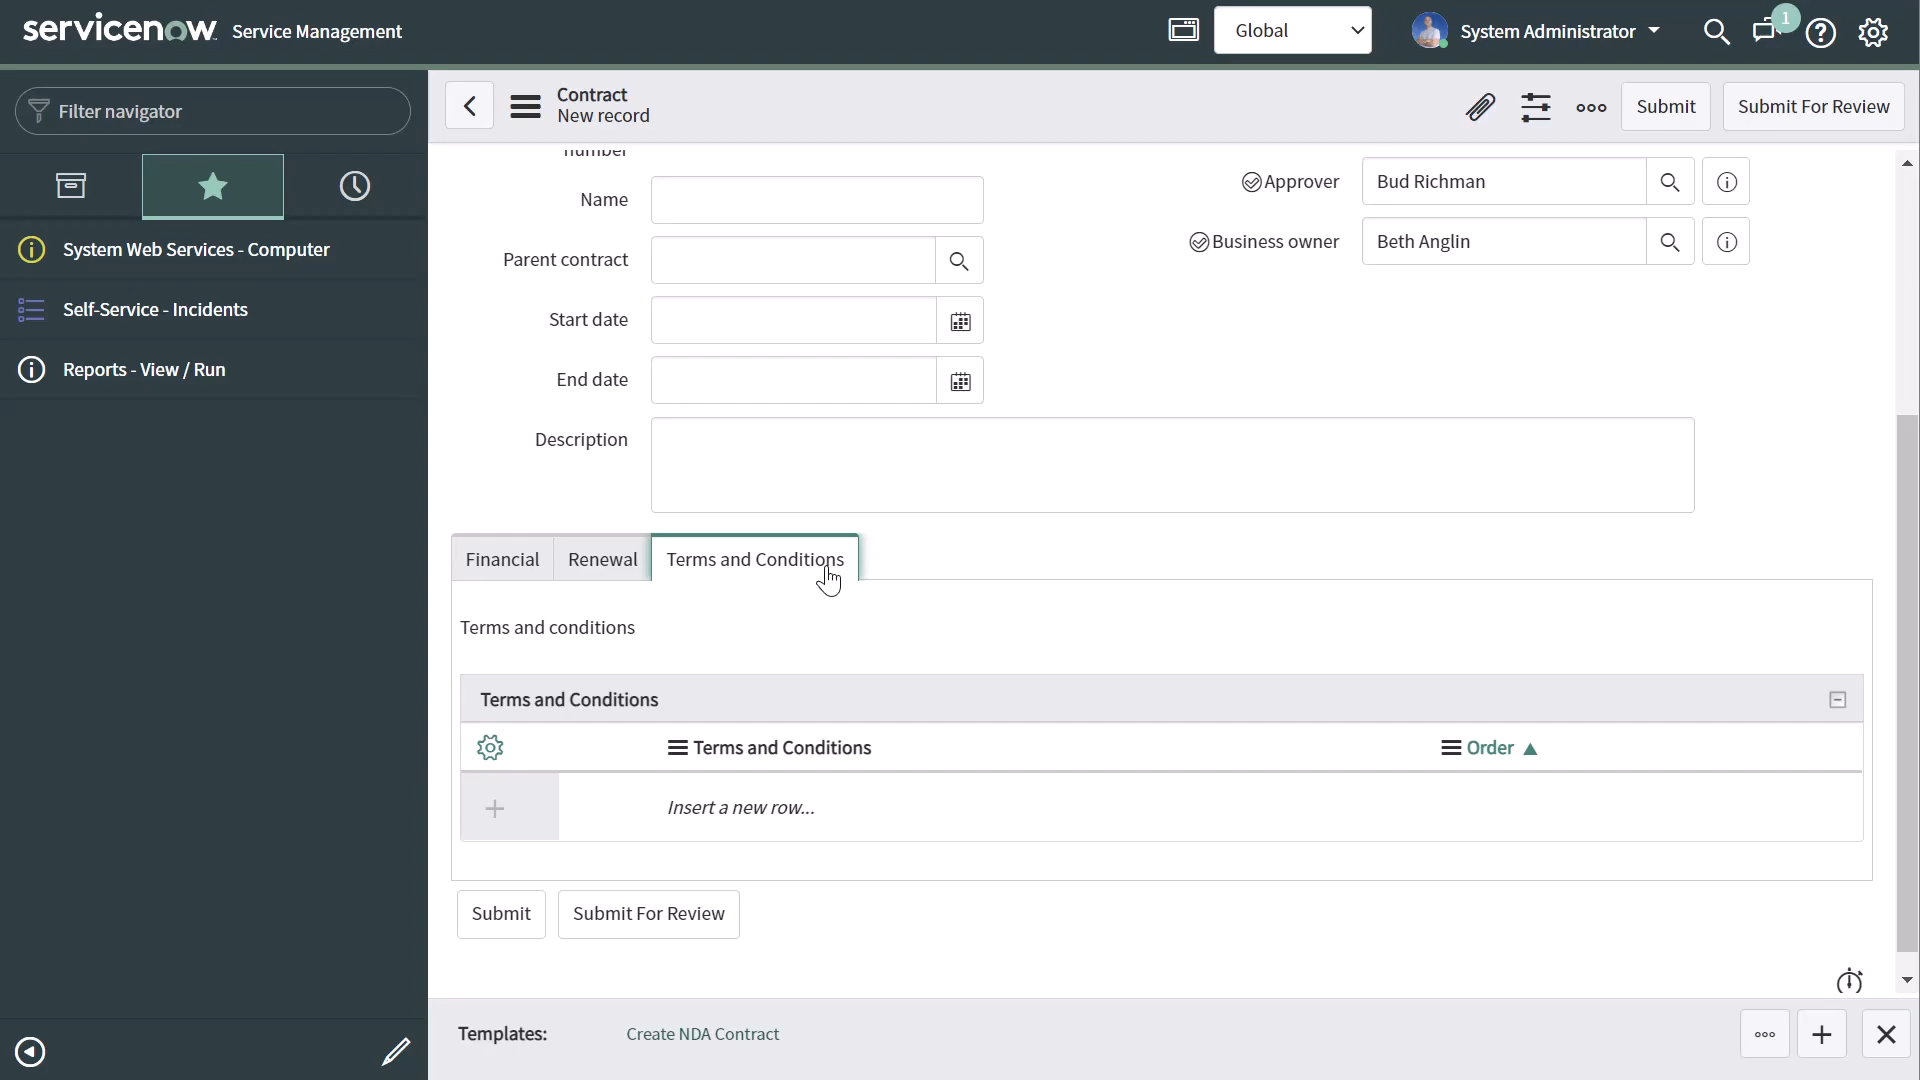 servicenow Service Management
Global
System Administrator
1
Filter navigator
System Web Services - Computer
Self-Service - Incidents
Reports - View / Run
Contract
New record
Submit
Submit For Review
number
Name
Parent contract
Start date
End date
Description
Approver
Bud Richman
Business owner
Beth Anglin
Financial
Renewal
Terms and Conditions
Terms and conditions
Terms and Conditions
Terms and Conditions
Order
Insert a new row...
Submit
Submit For Review
Templates:
Create NDA Contract